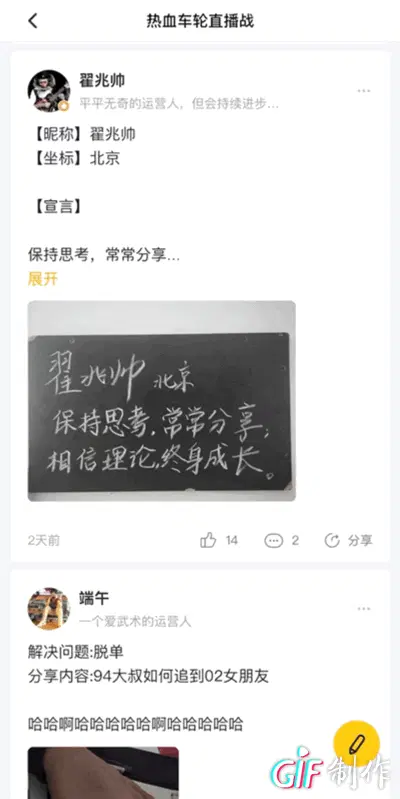 热血车轮直播战
翟兆帅
平平无奇的运营人，但会持续进步...
【昵称】翟兆帅
【坐标】北京
【宣言】
保持思考，常常分享...
展开
翟兆帅 北京
保持思考，常常分享；
相信理论，终身成长。
2天前 14 2 分享
端午
一个爱武术的运营人
解决问题:脱单
分享内容:94大叔如何追到02女朋友
哈哈啊哈哈哈哈哈啊哈哈哈哈哈
GIF制作